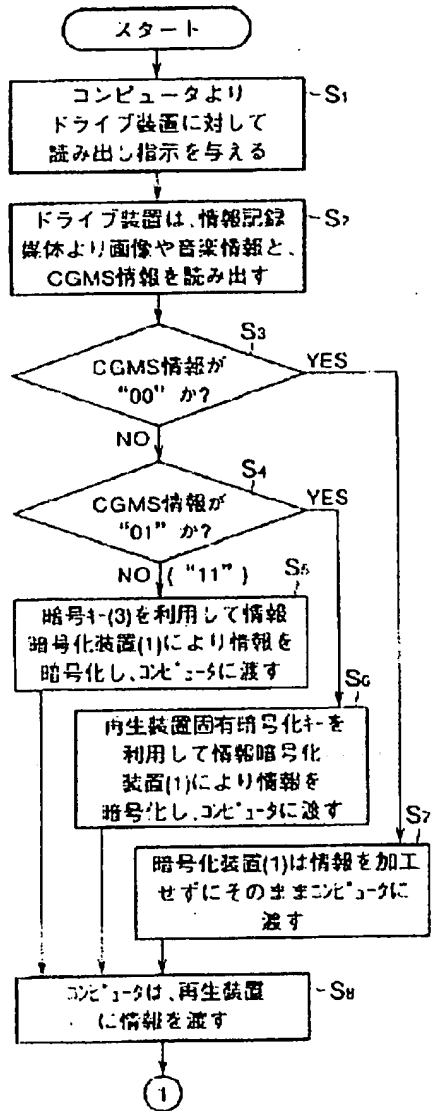 スタート
コンピュータより
ドライブ装置に対して
読み出し指示を与える
S1
ドライブ装置は、情報記録
媒体より画像や音楽情報と、
CGMS情報を読み出す
S2
CGMS情報が
"00" か?
S3
YES
NO
CGMS情報が
"01" か?
S4
YES
NO ( "11" )
暗号キー(3)を利用して情報
暗号化装置(1)により情報を
暗号化し、コンピュータに渡す
S5
再生装置固有暗号化キーを
利用して情報暗号化
装置(1)により情報を
暗号化し、コンピュータに渡す
S6
暗号化装置(1)は情報を加工
せずにそのままコンピュータに
渡す
S7
コンピュータは、再生装置
に情報を渡す
S8
1